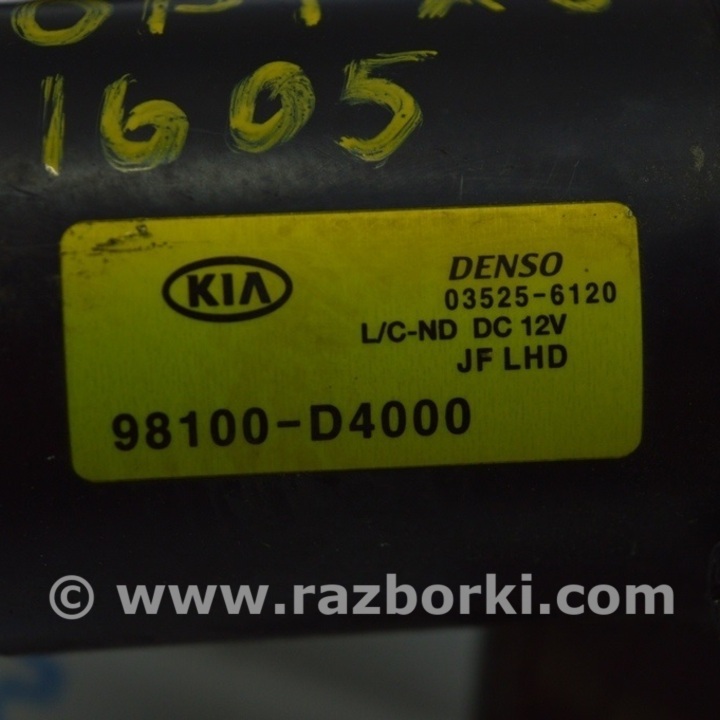 1605
KIA
DENSO
03525-6120
L/C-ND DC 12V
JF LHD
98100-D4000
© www.razborki.com